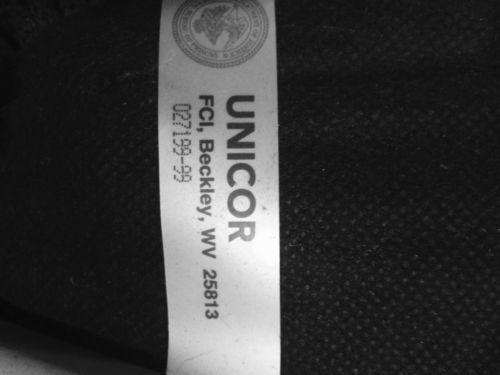 UNICOR
FCI, Beckley, WV 25813
027199-99